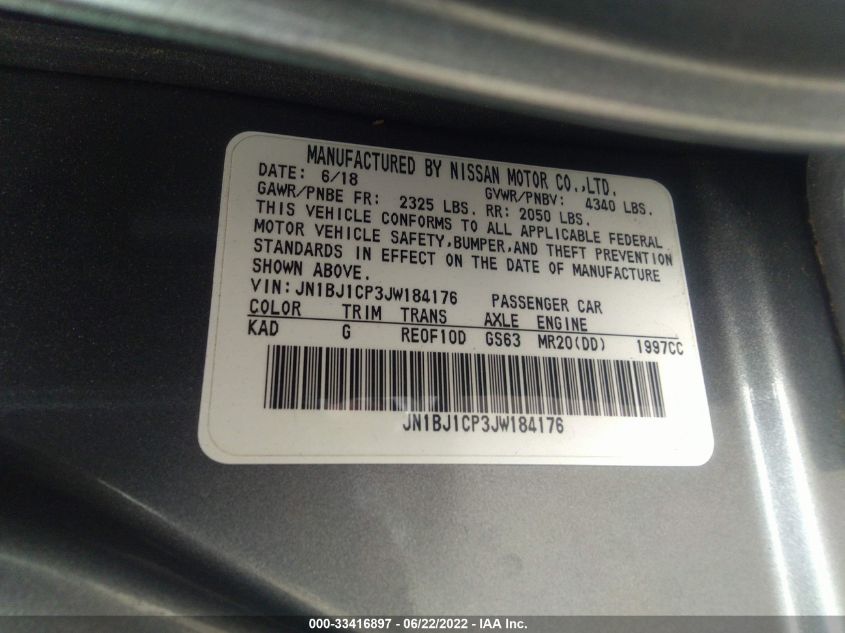 MANUFACTURED BY NISSAN MOTOR CO.,LTD.
DATE: 6/18 GVWR/PNBV: 4340 LBS.
GAWR/PNBE FR: 2325 LBS. RR: 2050 LBS.
THIS VEHICLE CONFORMS TO ALL APPLICABLE FEDERAL
MOTOR VEHICLE SAFETY,BUMPER,AND THEFT PREVENTION
STANDARDS IN EFFECT ON THE DATE OF MANUFACTURE
SHOWN ABOVE.
VIN:JN1BJ1CP3JW184176 PASSENGER CAR
COLOR TRIM TRANS AXLE ENGINE
KAD G RE0F10D GS63 MR20(DD) 1997CC
JN1BJ1CP3JW184176
000-33416897 - 06/22/2022 - IAA Inc.